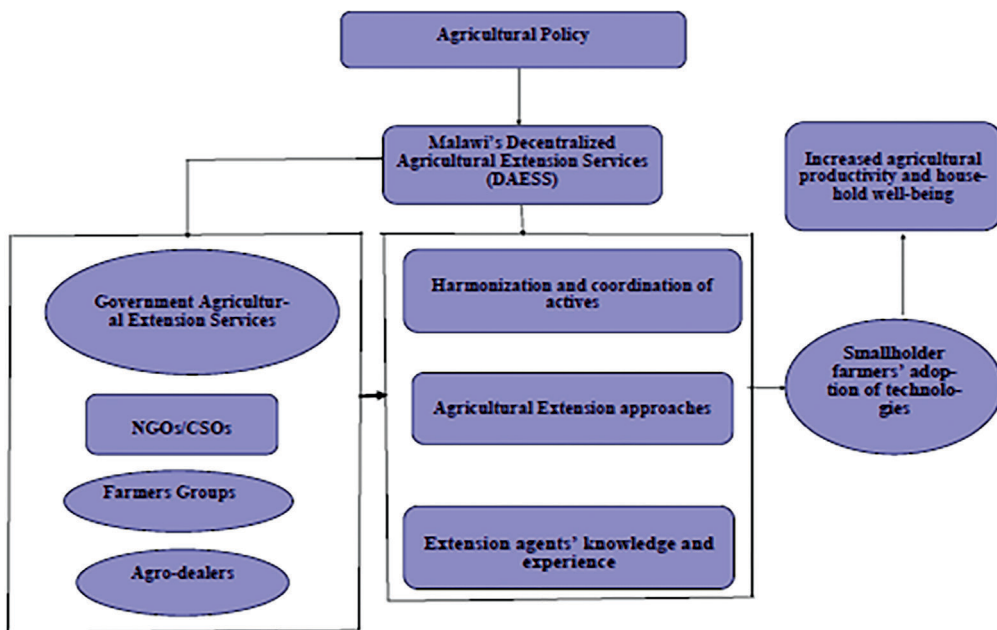 Agricultural Policy
Malawi's Decentralized
Agricultural Extension Services
(DAESS)
Increased agricultural
productivity and house-
hold well-being
Government Agricultur-
al Extension Services
NGOs/CSOs
Farmers Groups
Agro-dealers
Harmonization and coordination of
actives
Agricultural Extension approaches
Extension agents' knowledge and
experience
Smallholder
farmers' adop-
tion of technolo-
gies